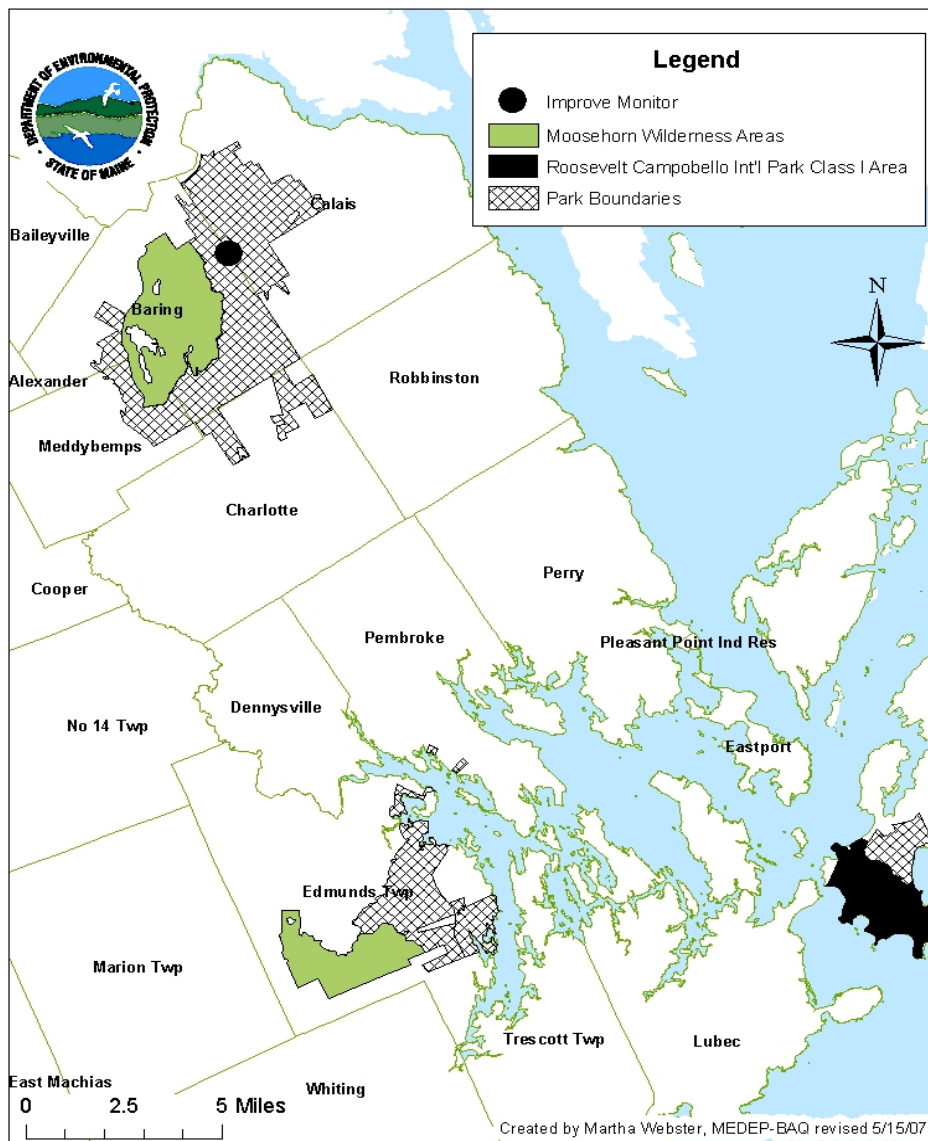 DEPARTMENT OF ENVIRONMENTAL PROTECTION
STATE OF MAINE
Legend
Improve Monitor
Moosehorn Wilderness Areas
Roosevelt Campobello Int'l Park Class I Area
Park Boundaries
Calais
Baileyville
Baring
N
Alexander
Robbinston
Meddybemps
Charlotte
Cooper
Perry
Pembroke
Pleasant Point Ind Res
Dennysville
No 14 Twp
Eastport
Edmunds Twp
Marion Twp
Trescott Twp
Lubec
East Machias
Whiting
0 2.5 5 Miles
Created by Martha Webster, MEDEP-BAQ revised 5/15/07